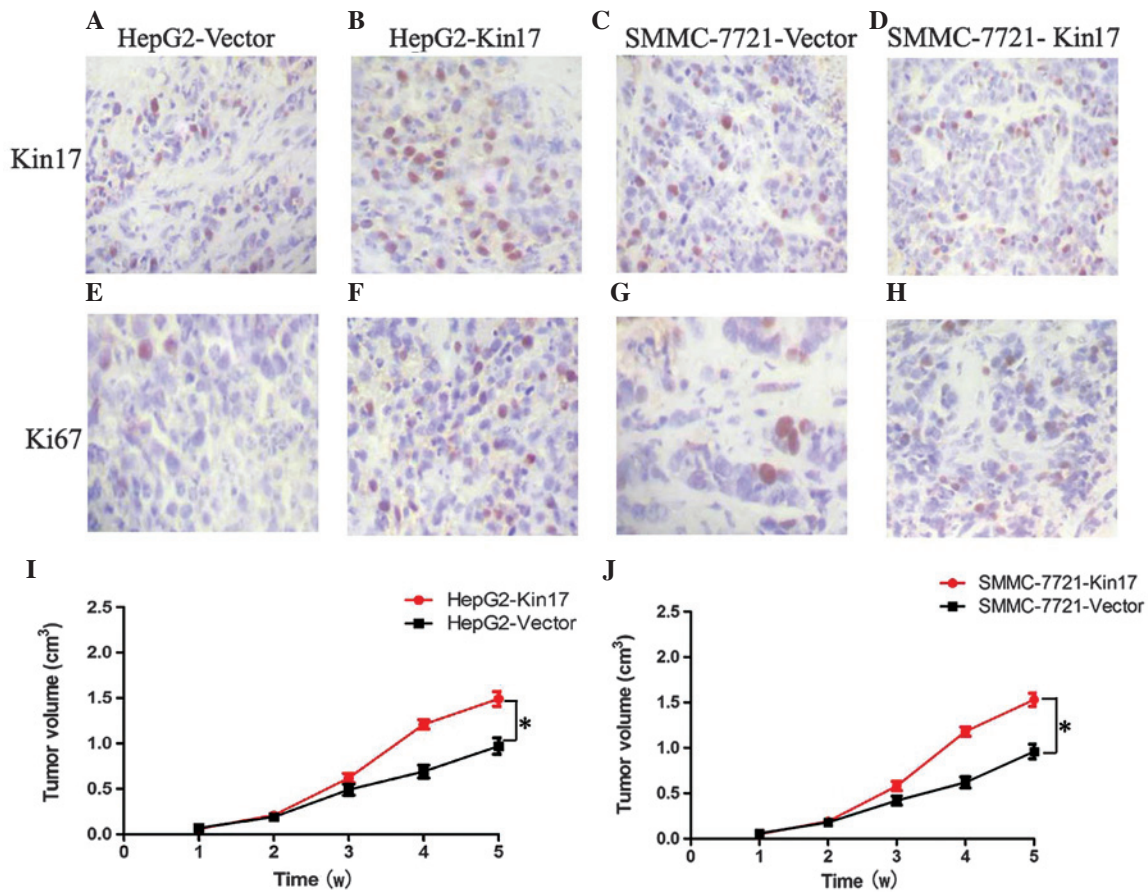 A B C D
HepG2-Vector HepG2-Kin17 SMMC-7721-Vector SMMC-7721- Kin17
Kin17
E F G H
Ki67
I
HepG2-Kin17
HepG2-Vector
2.5
2.0
1.5
1.0
0.5
0.0
Tumor volume (cm³)
*
0 1 2 3 4 5
Time (w)
J
SMMC-7721-Kin17
SMMC-7721-Vector
2.5
2.0
1.5
1.0
0.5
0.0
Tumor volume (cm³)
*
0 1 2 3 4 5
Time (w)